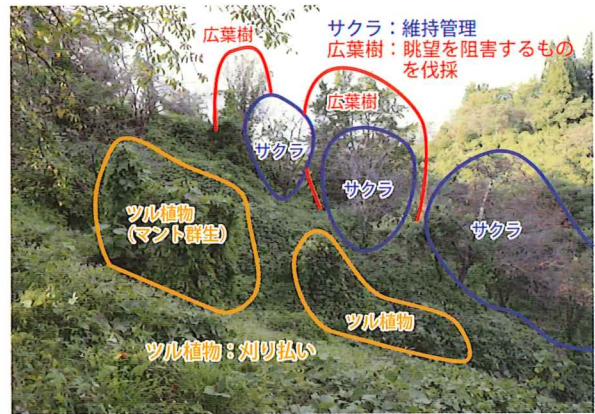 サクラ：維持管理
広葉樹：眺望を阻害するもの
を伐採
広葉樹
広葉樹
サクラ
サクラ
サクラ
ツル植物
（マント群生）
ツル植物
ツル植物：刈り払い